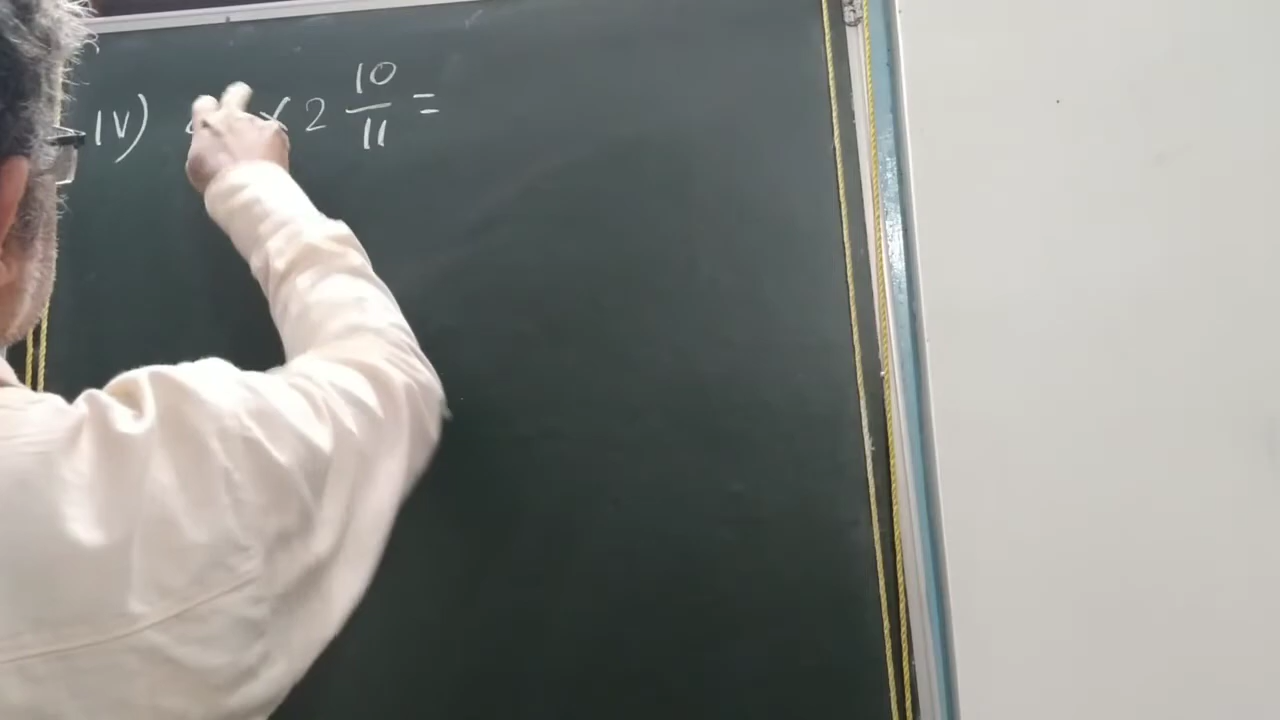 IV) × 2 10/11 =